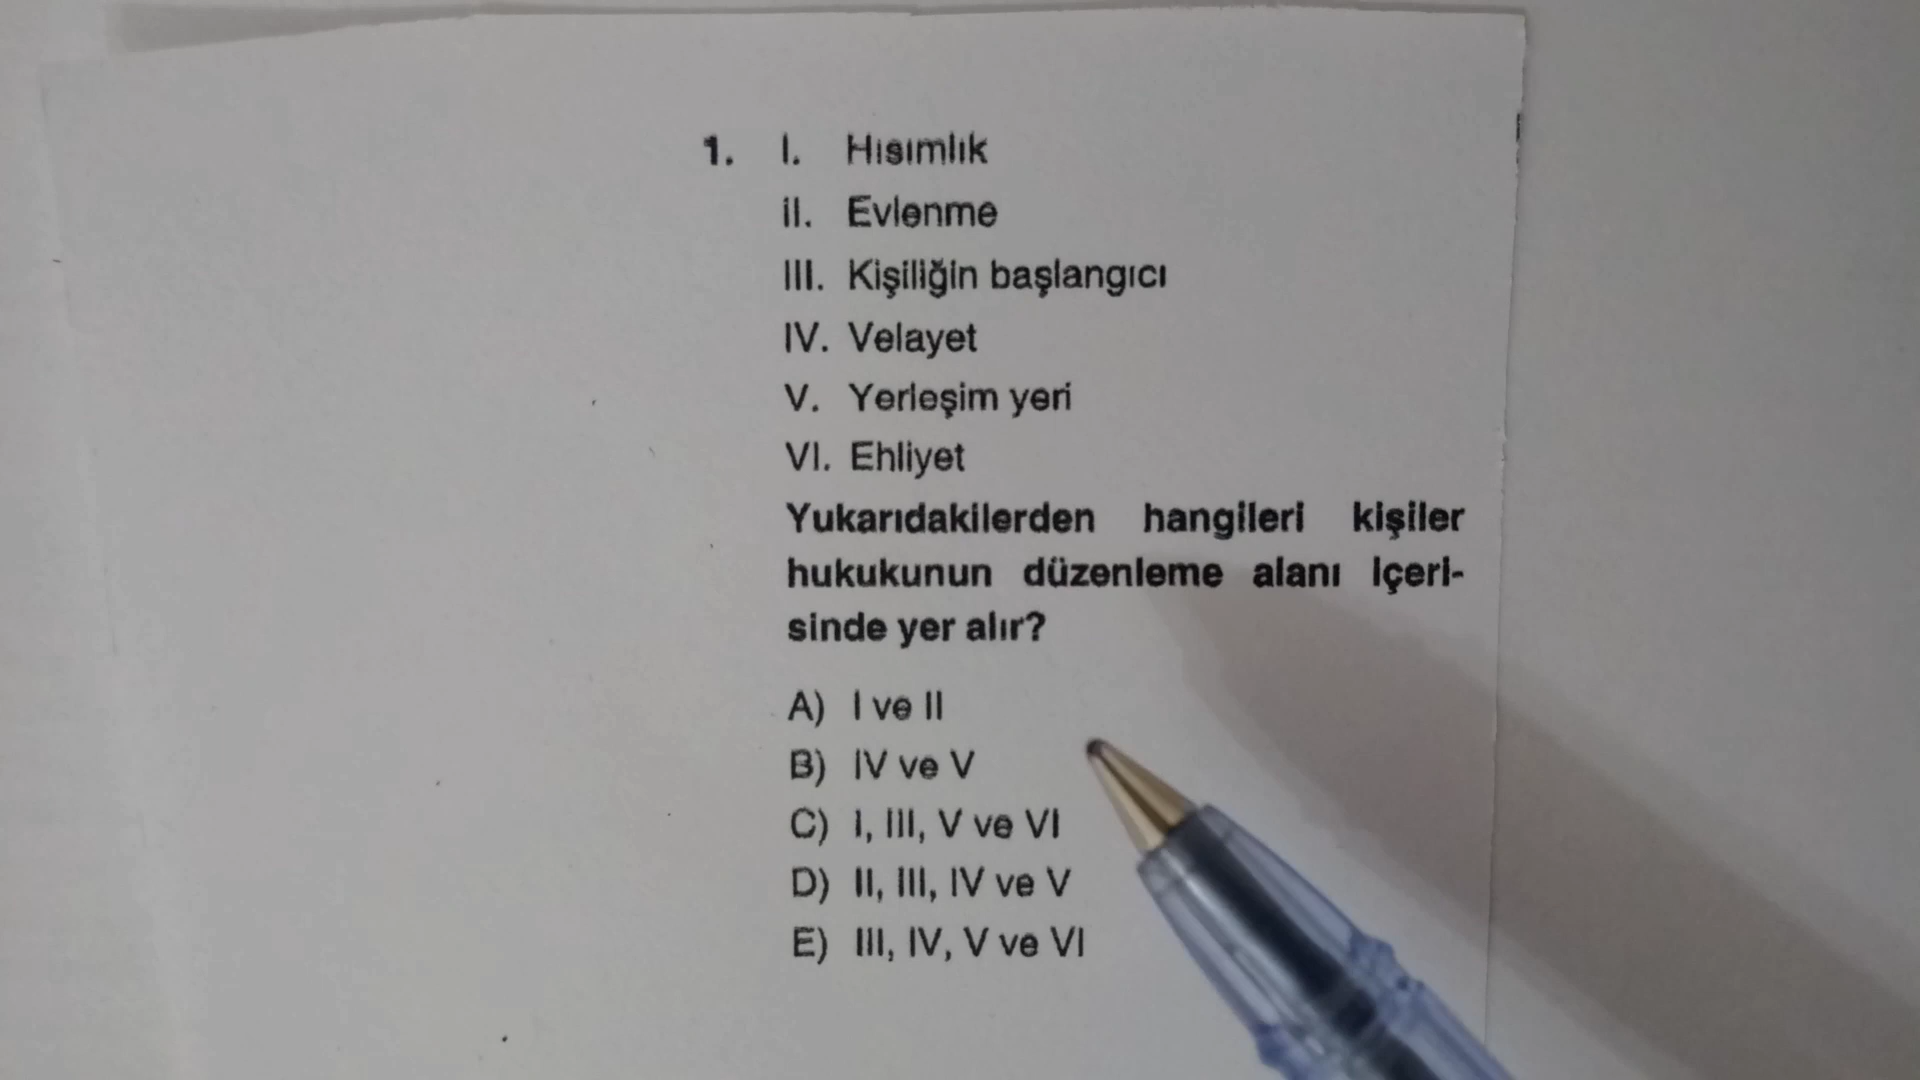 1. I. Hısımlık
II. Evlenme
III. Kişiliğin başlangıcı
IV. Velayet
V. Yerleşim yeri
VI. Ehliyet
Yukarıdakilerden hangileri kişiler
hukukunun düzenleme alanı içeri-
sinde yer alır?
A) I ve II
B) IV ve V
C) I, III, V ve VI
D) II, III, IV ve V
E) III, IV, V ve VI